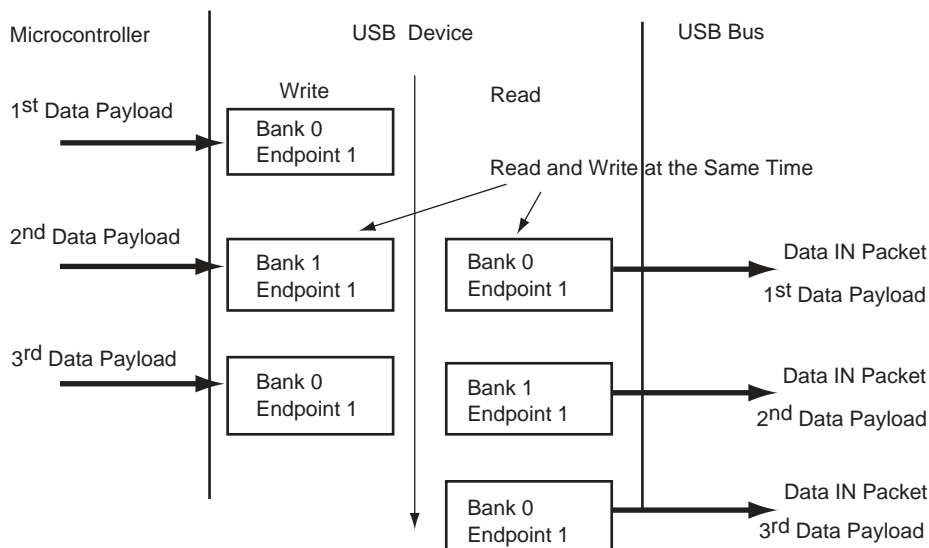 Microcontroller
USB Device
USB Bus
Write
Read
1st Data Payload
Bank 0
Endpoint 1
Read and Write at the Same Time
2nd Data Payload
Bank 1
Endpoint 1
Bank 0
Endpoint 1
Data IN Packet
1st Data Payload
3rd Data Payload
Bank 0
Endpoint 1
Bank 1
Endpoint 1
Data IN Packet
2nd Data Payload
Bank 0
Endpoint 1
Data IN Packet
3rd Data Payload